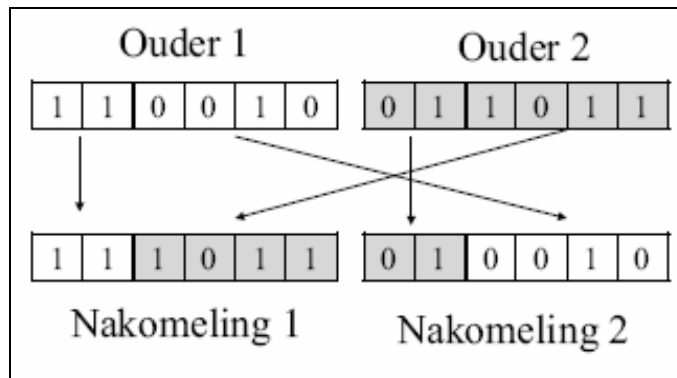 Ouder 1 Ouder 2
1 1 0 0 1 0 0 1 1 0 1 1
1 1 1 0 1 1 0 1 0 0 1 0
Nakomeling 1 Nakomeling 2